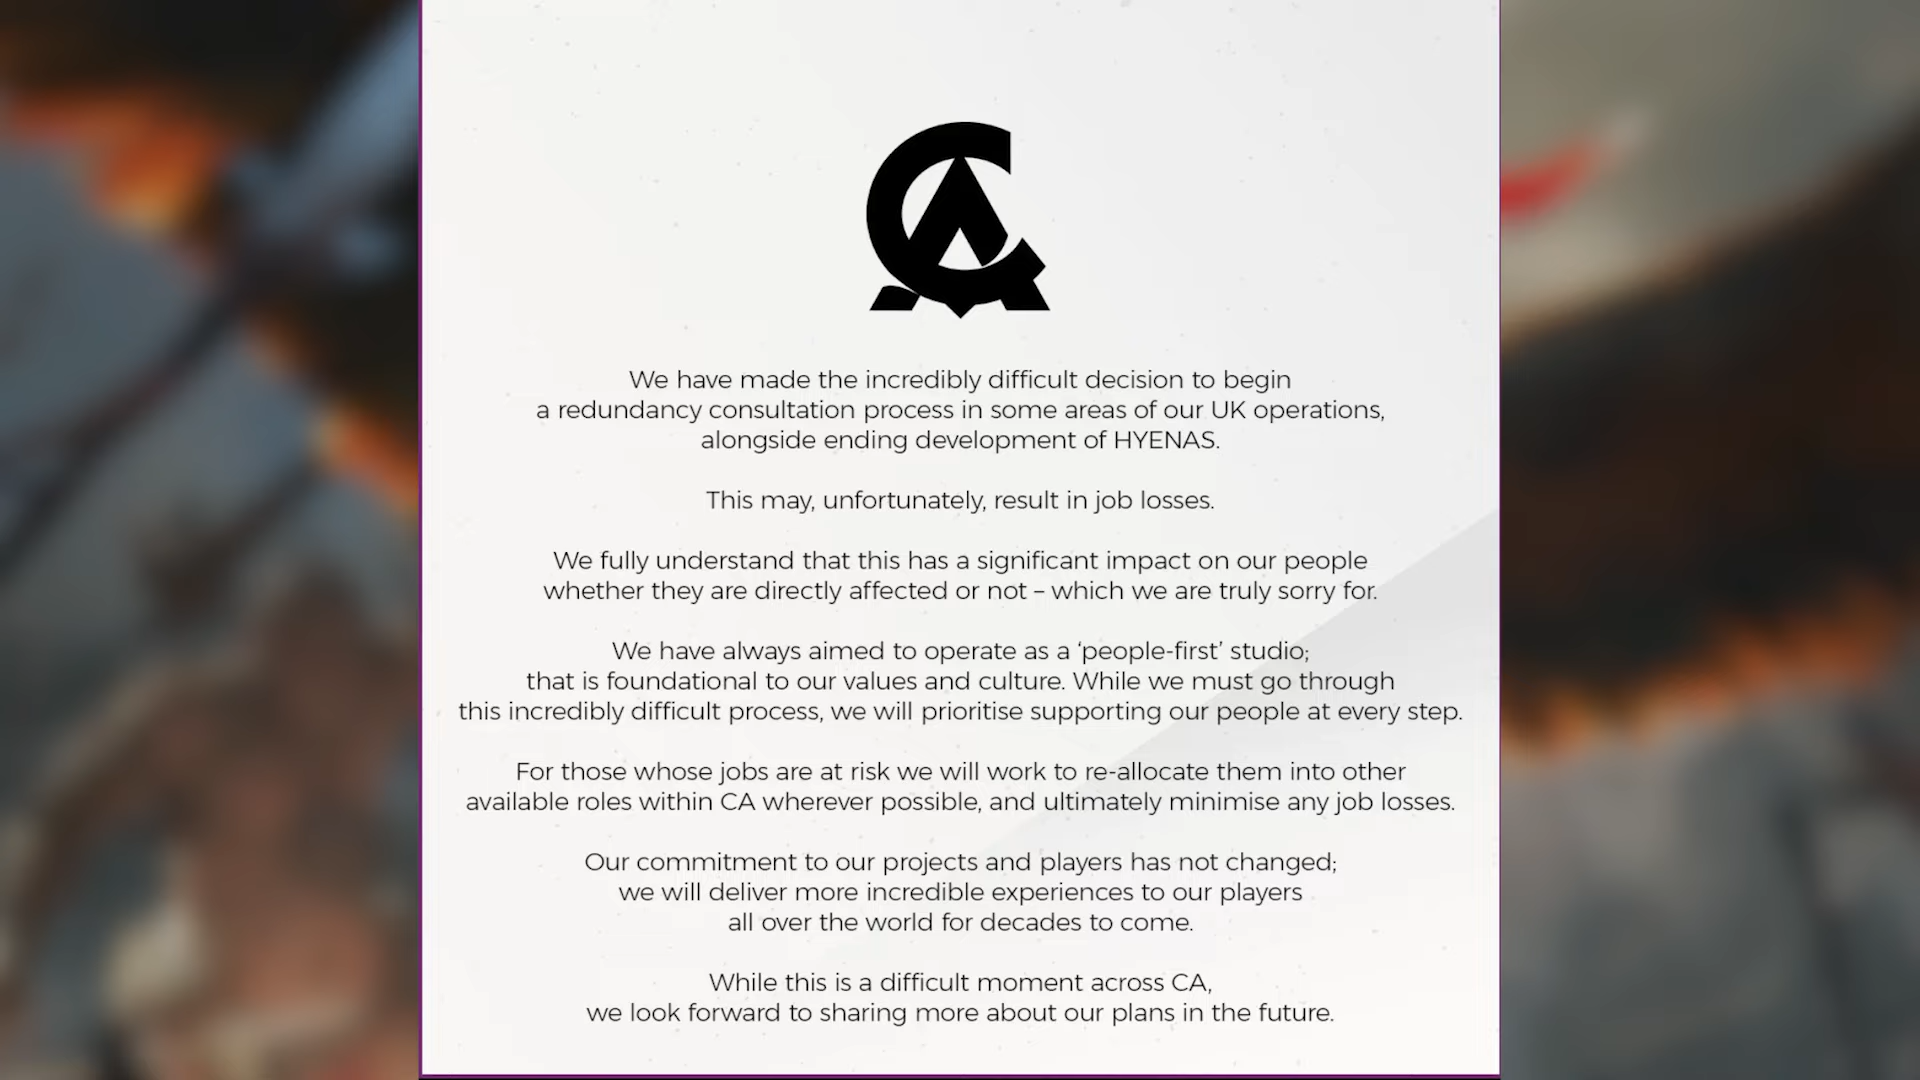 CA
We have made the incredibly difficult decision to begin
a redundancy consultation process in some areas of our UK operations,
alongside ending development of HYENAS.
This may, unfortunately, result in job losses.
We fully understand that this has a significant impact on our people
whether they are directly affected or not – which we are truly sorry for.
We have always aimed to operate as a ‘people-first’ studio;
that is foundational to our values and culture. While we must go through
this incredibly difficult process, we will prioritise supporting our people at every step.
For those whose jobs are at risk we will work to re-allocate them into other
available roles within CA wherever possible, and ultimately minimise any job losses.
Our commitment to our projects and players has not changed;
we will deliver more incredible experiences to our players
all over the world for decades to come.
While this is a difficult moment across CA,
we look forward to sharing more about our plans in the future.